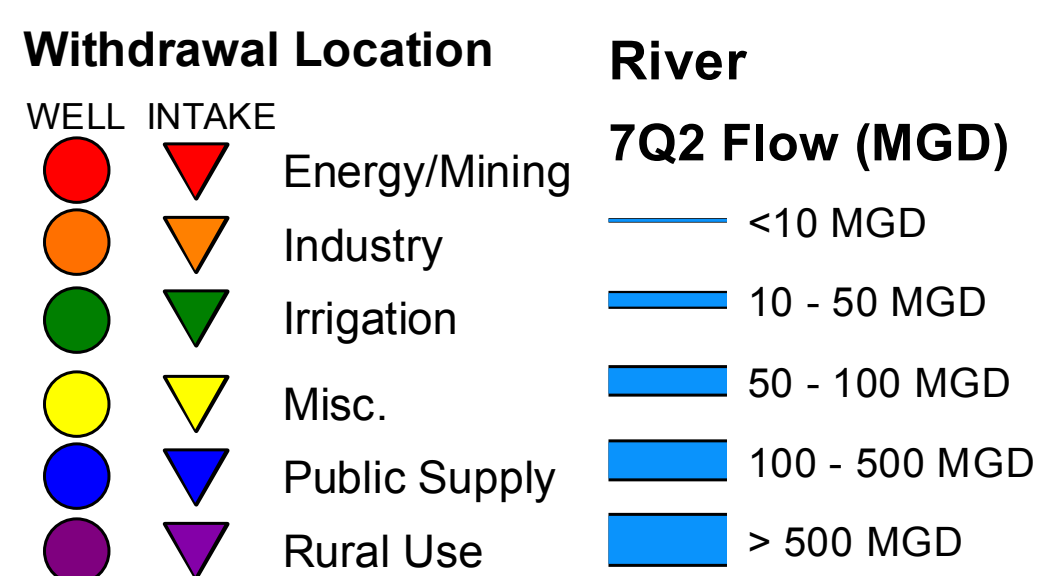 Withdrawal Location
WELL INTAKE
Energy/Mining
Industry
Irrigation
Misc.
Public Supply
Rural Use
River
7Q2 Flow (MGD)
<10 MGD
10 - 50 MGD
50 - 100 MGD
100 - 500 MGD
> 500 MGD